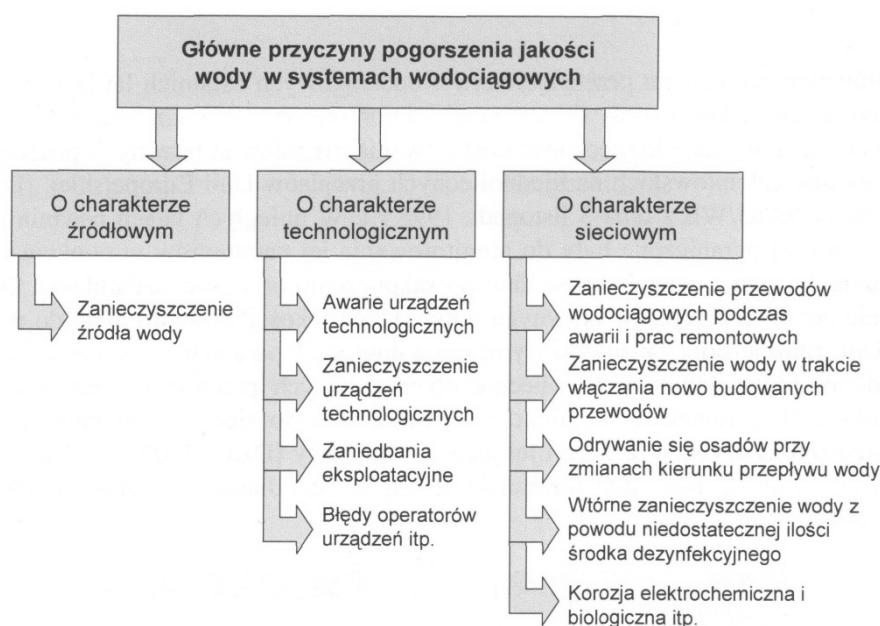 Główne przyczyny pogorszenia jakości
wody w systemach wodociągowych
O charakterze
źródłowym
Zanieczyszczenie
źródła wody
O charakterze
technologicznym
Awarie urządzeń
technologicznych
Zanieczyszczenie
urządzeń
technologicznych
Zaniedbania
eksploatacyjne
Błędy operatorów
urządzeń itp.
O charakterze
sieciowym
Zanieczyszczenie przewodów
wodociągowych podczas
awarii i prac remontowych
Zanieczyszczenie wody w trakcie
włączania nowo budowanych
przewodów
Odrywanie się osadów przy
zmianach kierunku przepływu wody
Wtórne zanieczyszczenie wody z
powodu niedostatecznej ilości
środka dezynfekcyjnego
Korozja elektrochemiczna i
biologiczna itp.